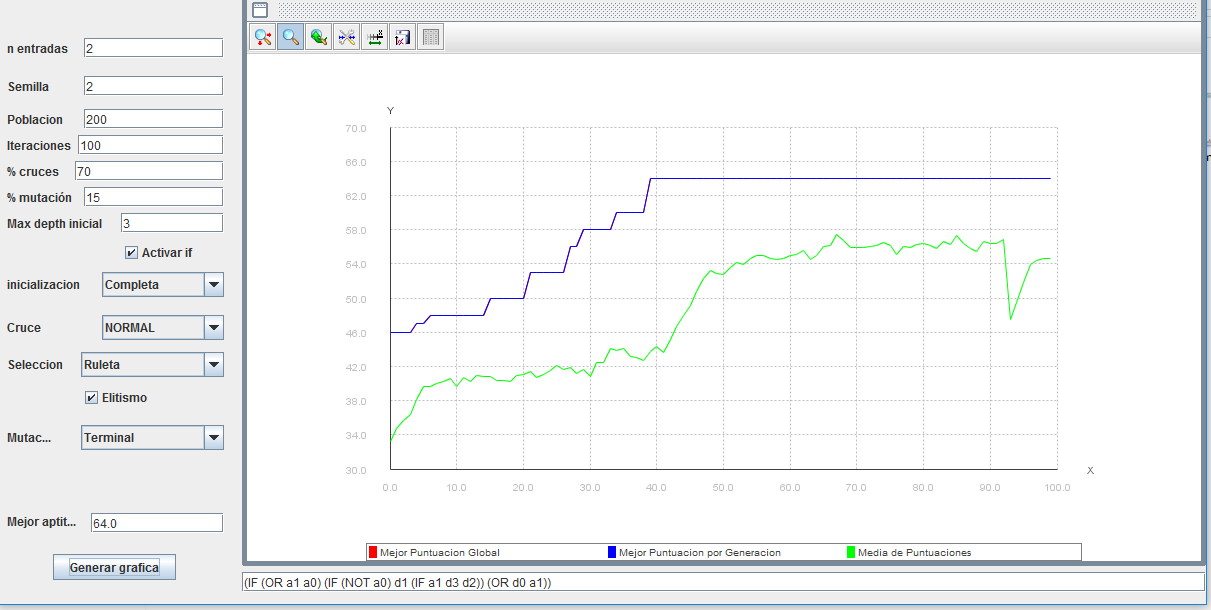 n entradas 2
Semilla 2
Poblacion 200
Iteraciones 100
% cruces 70
% mutación 15
Max depth inicial 3
Activar if
inicializacion Completa
Cruce NORMAL
Seleccion Ruleta
Elitismo
Mutac... Terminal
Mejor aptit... 64.0
Generar grafica
Y
70.0
66.0
62.0
58.0
54.0
50.0
46.0
42.0
38.0
34.0
30.0
X
0.0 10.0 20.0 30.0 40.0 50.0 60.0 70.0 80.0 90.0 100.0
Mejor Puntuacion Global Mejor Puntuacion por Generacion Media de Puntuaciones
(IF (OR a1 a0) (IF (NOT a0) d1 (IF a1 d3 d2)) (OR d0 a1))